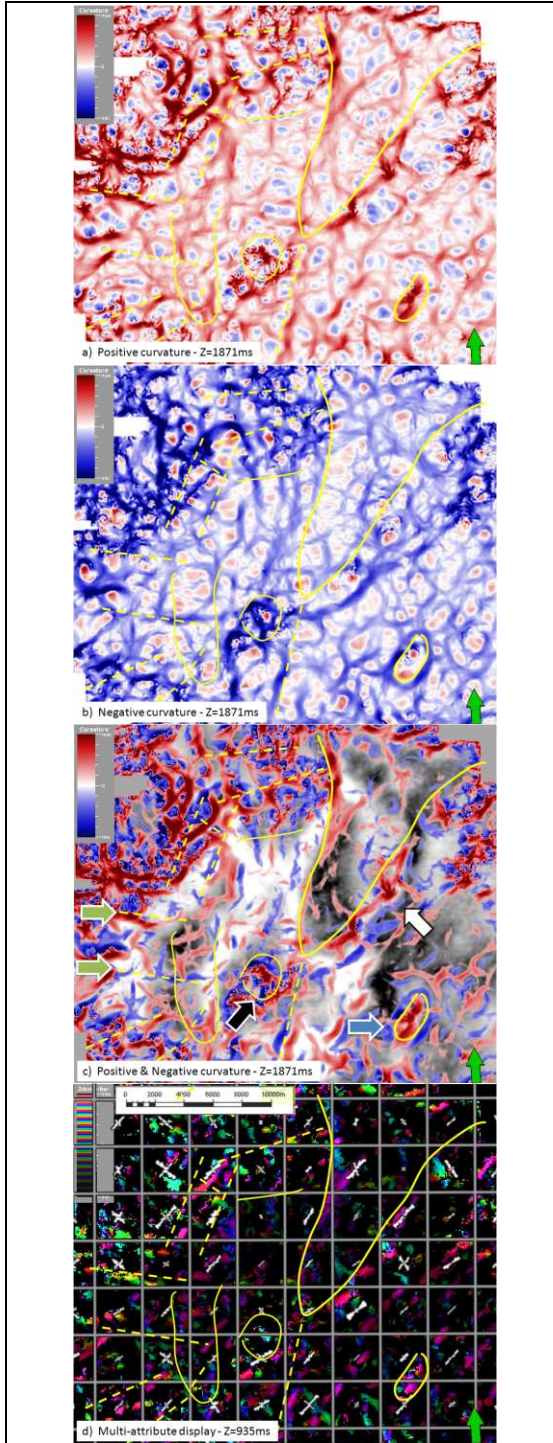 Curvature
a) Positive curvature - Z=1871ms
Curvature
b) Negative curvature - Z=1871ms
Curvature
c) Positive & Negative curvature - Z=1871ms
0 2000 4000 6000 8000 10000m
d) Multi-attribute display - Z=935ms